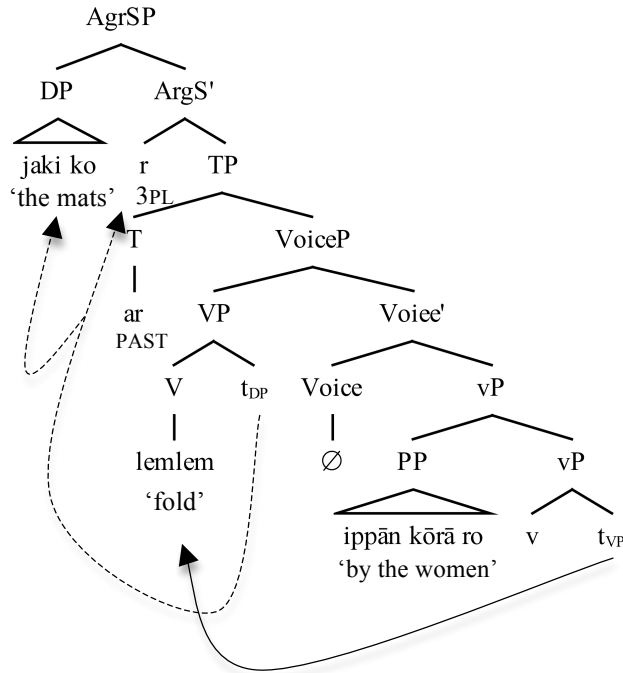 AgrSP
DP ArgS'
jaki ko r TP
‘the mats’ 3PL
T VoiceP
ar VP Voiee'
PAST
V tDP Voice vP
lemlem ∅ PP vP
‘fold’
ippān kōrā ro v tVP
‘by the women’